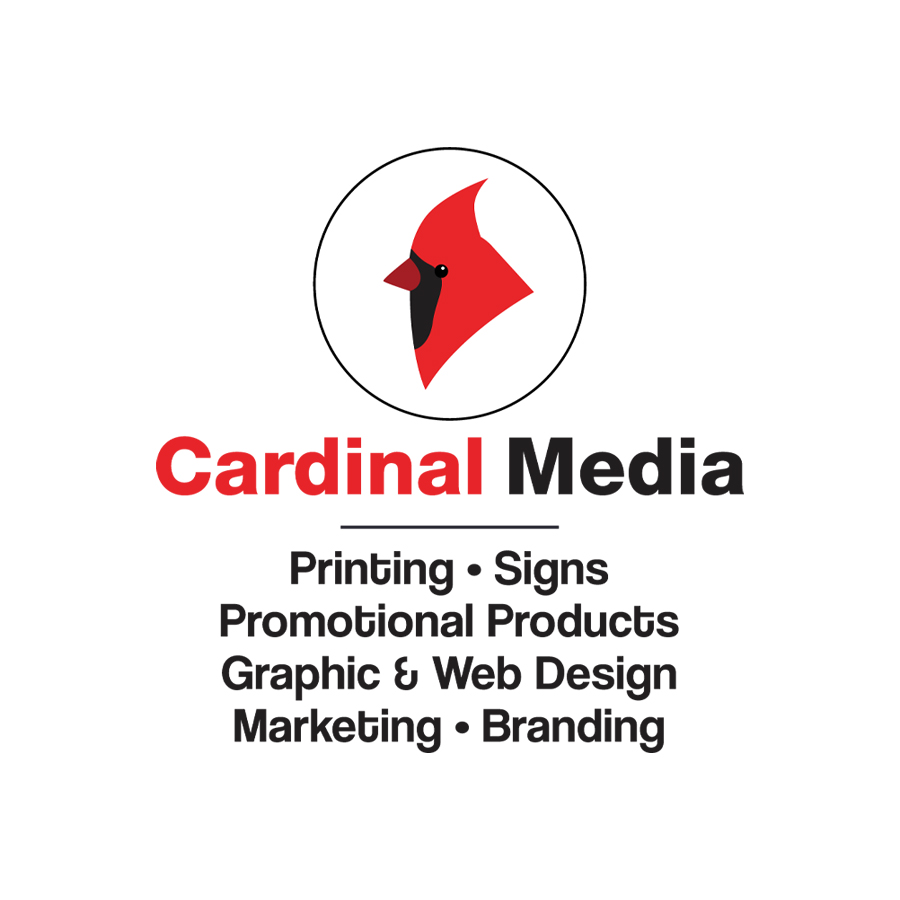 Cardinal Media
Printing • Signs
Promotional Products
Graphic & Web Design
Marketing • Branding